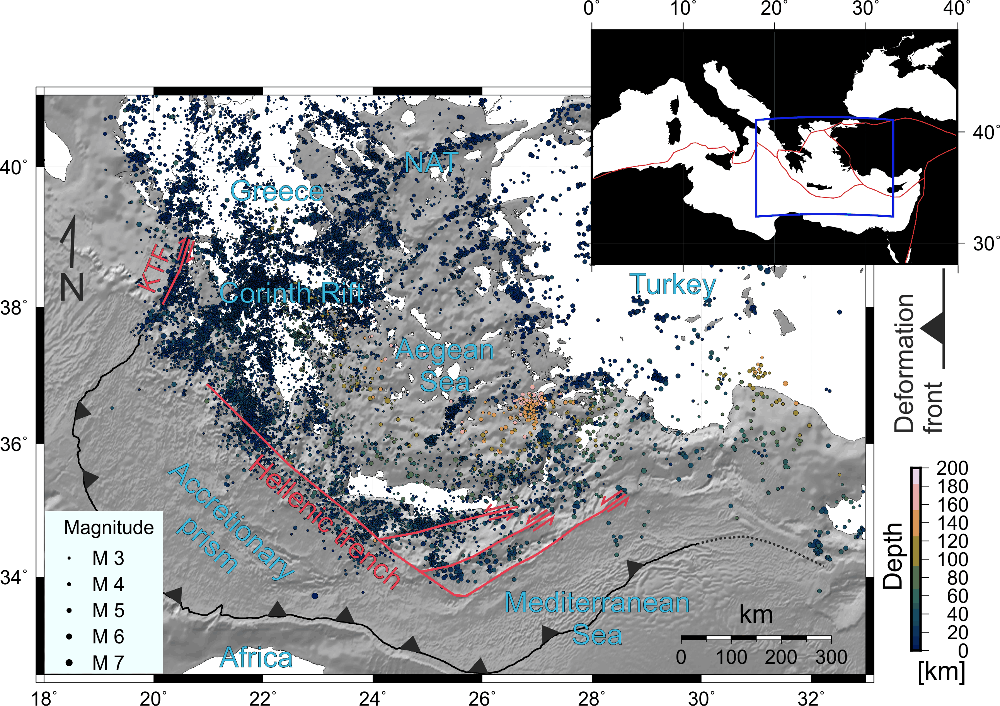 0° 10° 20° 30° 40°
40°
30°
NAT
Greece
40°
KTF
N
Corinth Rift
Turkey
38°
Aegean
Sea
Deformation
front
36°
Accretionary
prism
Hellenic trench
34°
Mediterranean
Sea
Africa
Magnitude
M 3
M 4
M 5
M 6
M 7
km
0 100 200 300
Depth
200
180
160
140
120
100
80
60
40
20
0
[km]
18° 20° 22° 24° 26° 28° 30° 32°